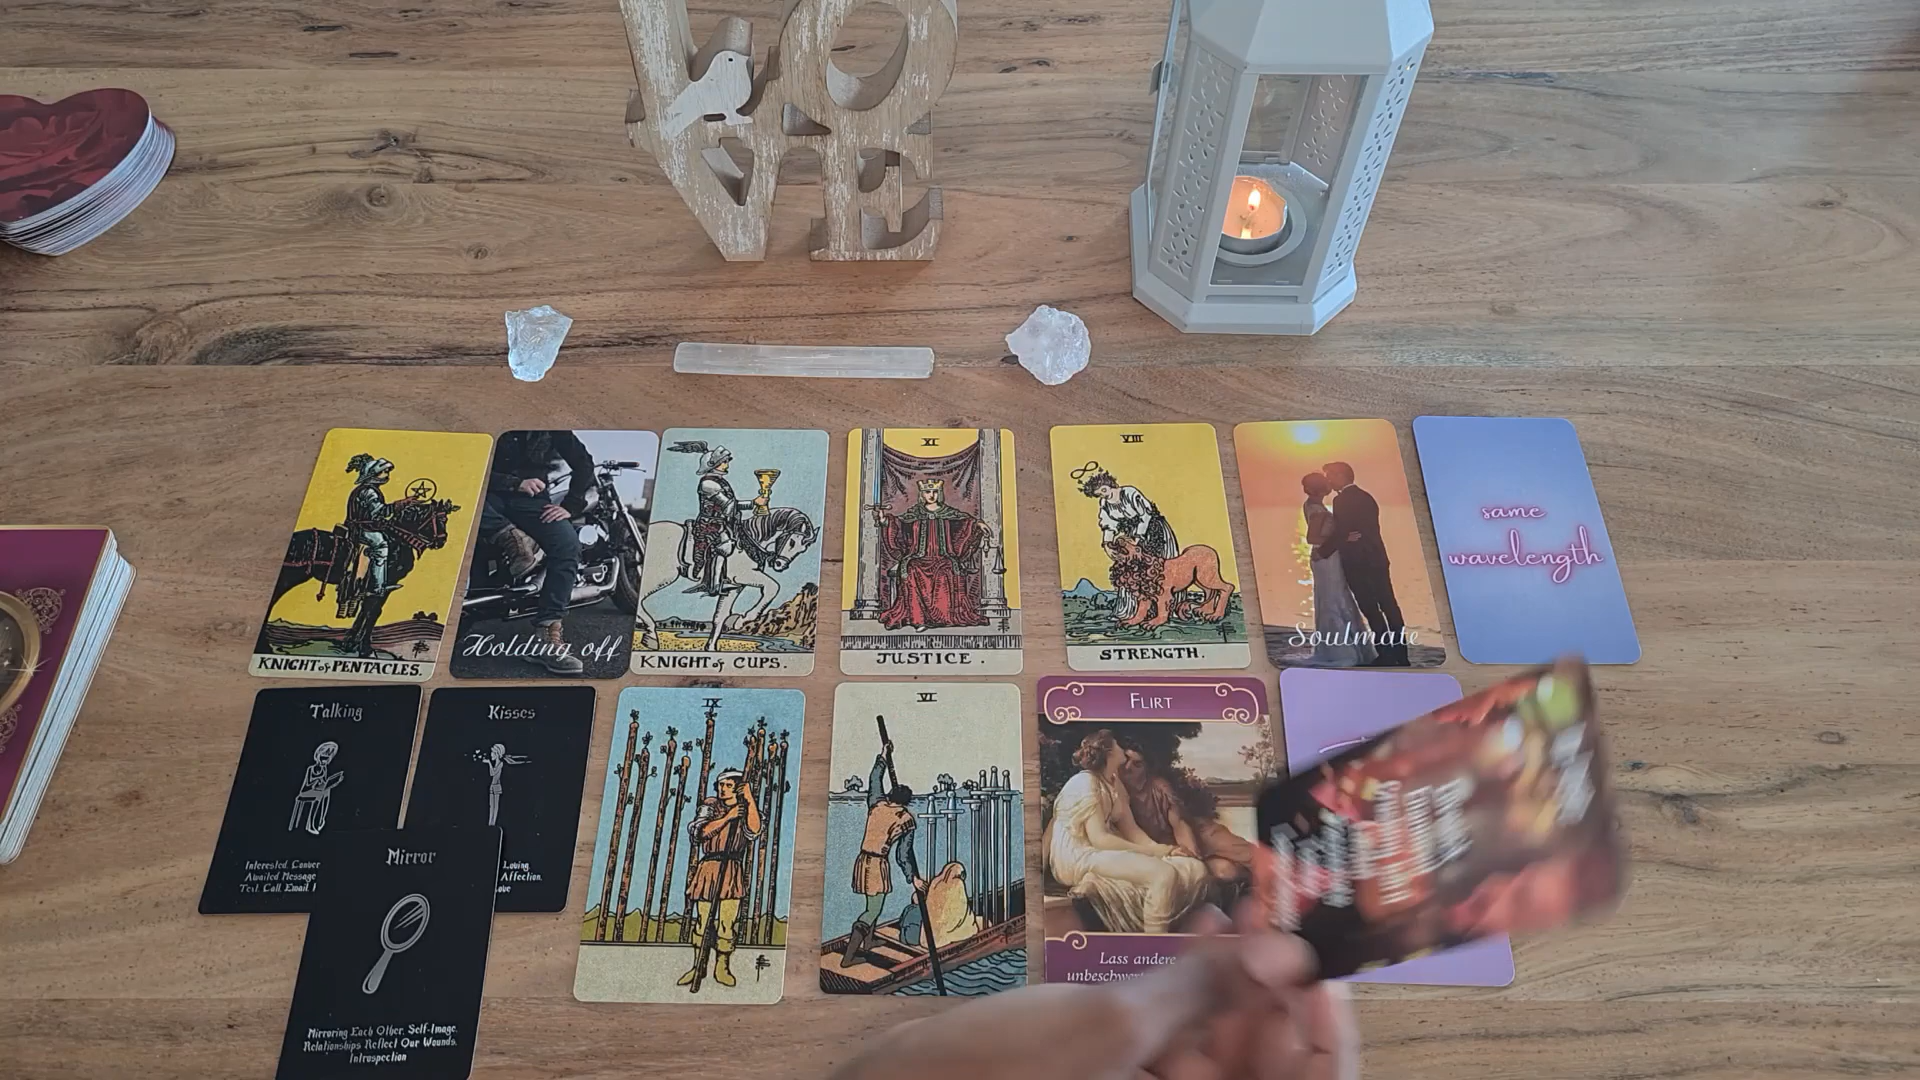 LOVE
KNIGHT of PENTACLES.
Holding off
KNIGHT of CUPS.
XI
JUSTICE.
VIII
STRENGTH.
Soulmate
same
wavelength
Talking
Interested.
Awaited Message
Text. Call. Email.
Kisses
Loving.
Affection.
Mirror
Mirroring Each Other. Self-Image.
Relationships Reflect Our Wounds.
Introspection
IX
VI
FLIRT
Lass andere